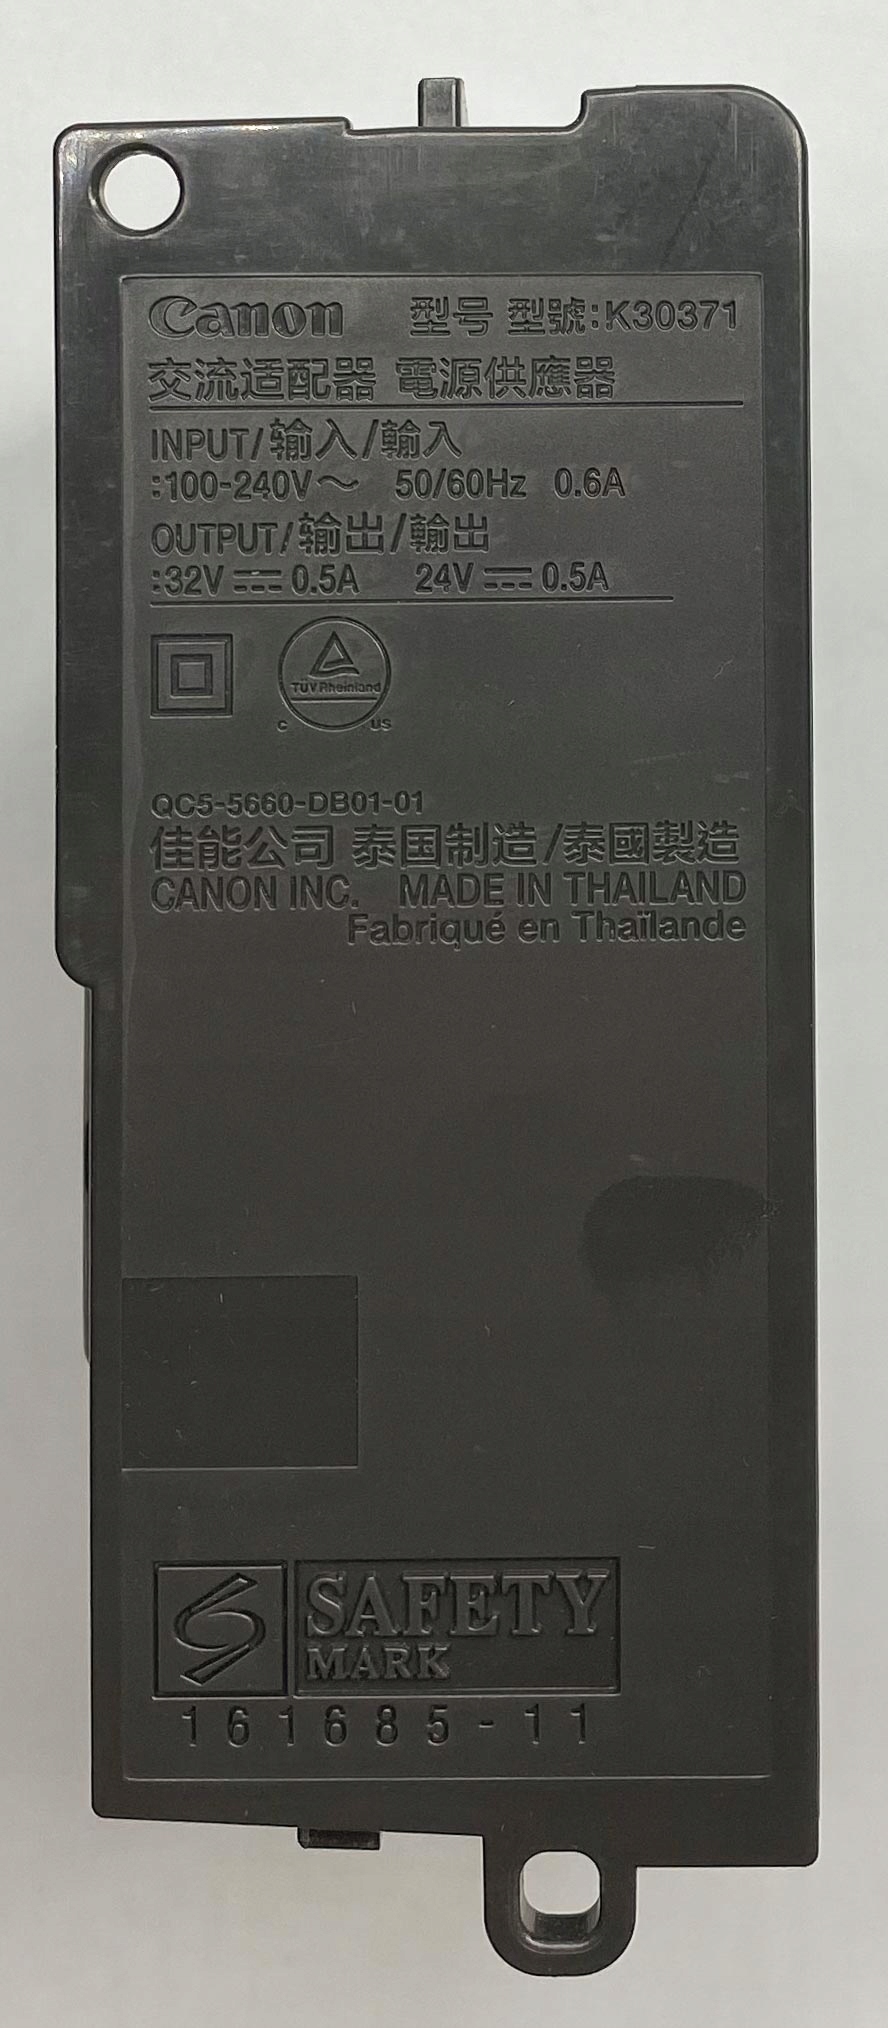 Canon 型号 型號:K30371
交流适配器 電源供應器
INPUT/输入/輸入
:100-240V～ 50/60Hz 0.6A
OUTPUT/输出/輸出
:32V⎓0.5A 24V⎓0.5A
TÜVRheinland
C US
QC5-5660-DB01-01
佳能公司 泰国制造/泰國製造
CANON INC. MADE IN THAILAND
Fabriqué en Thaïlande
SAFETY
MARK
161685-11